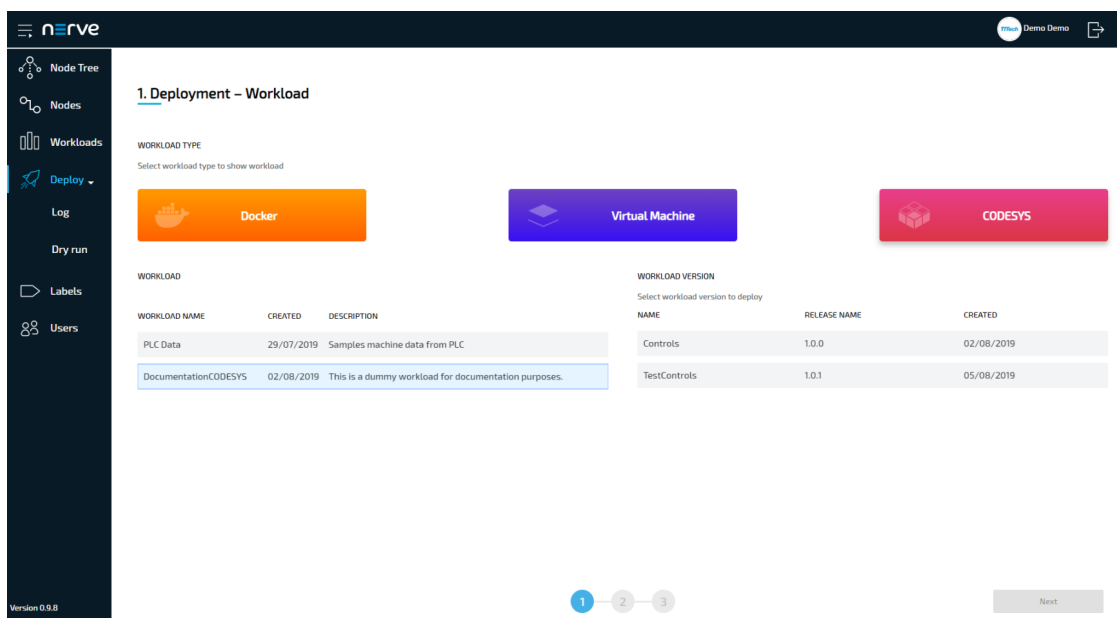 nerve
Demo Demo
Node Tree
Nodes
Workloads
Deploy
Log
Dry run
Labels
Users
Version 0.9.8
1. Deployment – Workload
WORKLOAD TYPE
Select workload type to show workload
Docker
Virtual Machine
CODESYS
WORKLOAD
WORKLOAD NAME CREATED DESCRIPTION
PLC Data 29/07/2019 Samples machine data from PLC
DocumentationCODESYS 02/08/2019 This is a dummy workload for documentation purposes.
WORKLOAD VERSION
Select workload version to deploy
NAME RELEASE NAME CREATED
Controls 1.0.0 02/08/2019
TestControls 1.0.1 05/08/2019
1 2 3
Next